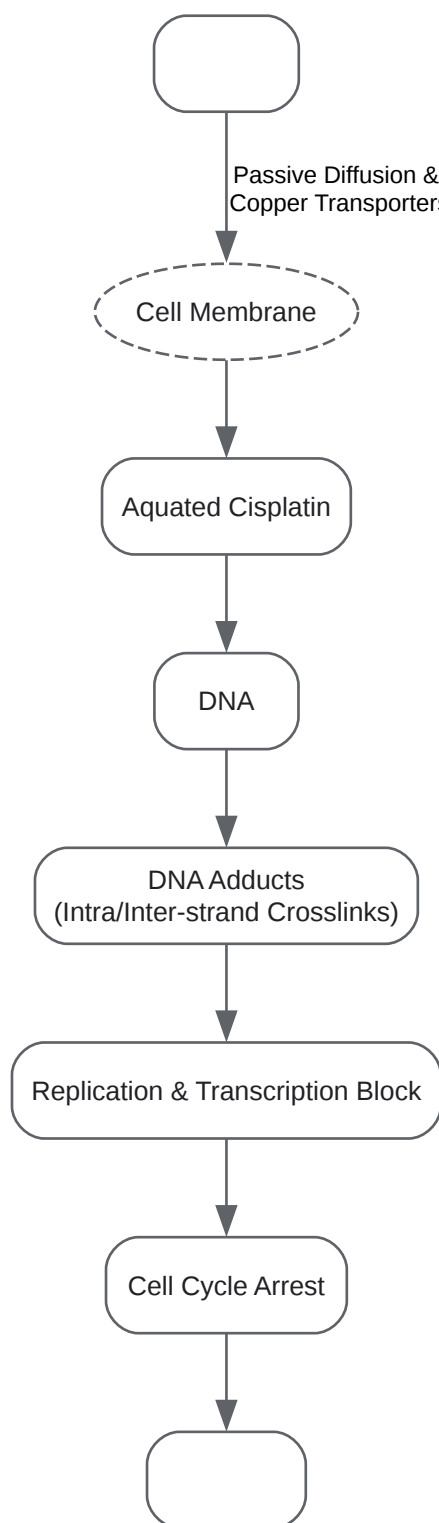 Passive Diffusion &
Copper Transporters
Cell Membrane
Aquated Cisplatin
DNA
DNA Adducts
(Intra/Inter-strand Crosslinks)
Replication & Transcription Block
Cell Cycle Arrest